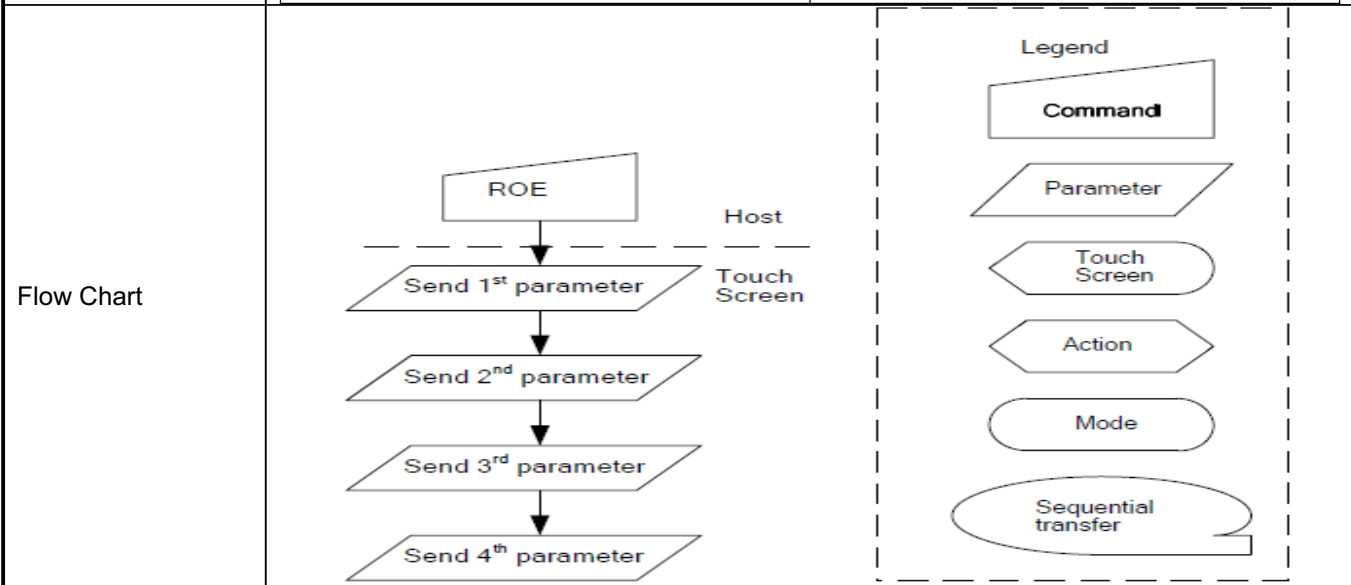 Flow Chart
ROE
Host
Send 1st parameter
Touch
Screen
Send 2nd parameter
Send 3rd parameter
Send 4th parameter
Legend
Command
Parameter
Touch
Screen
Action
Mode
Sequential
transfer